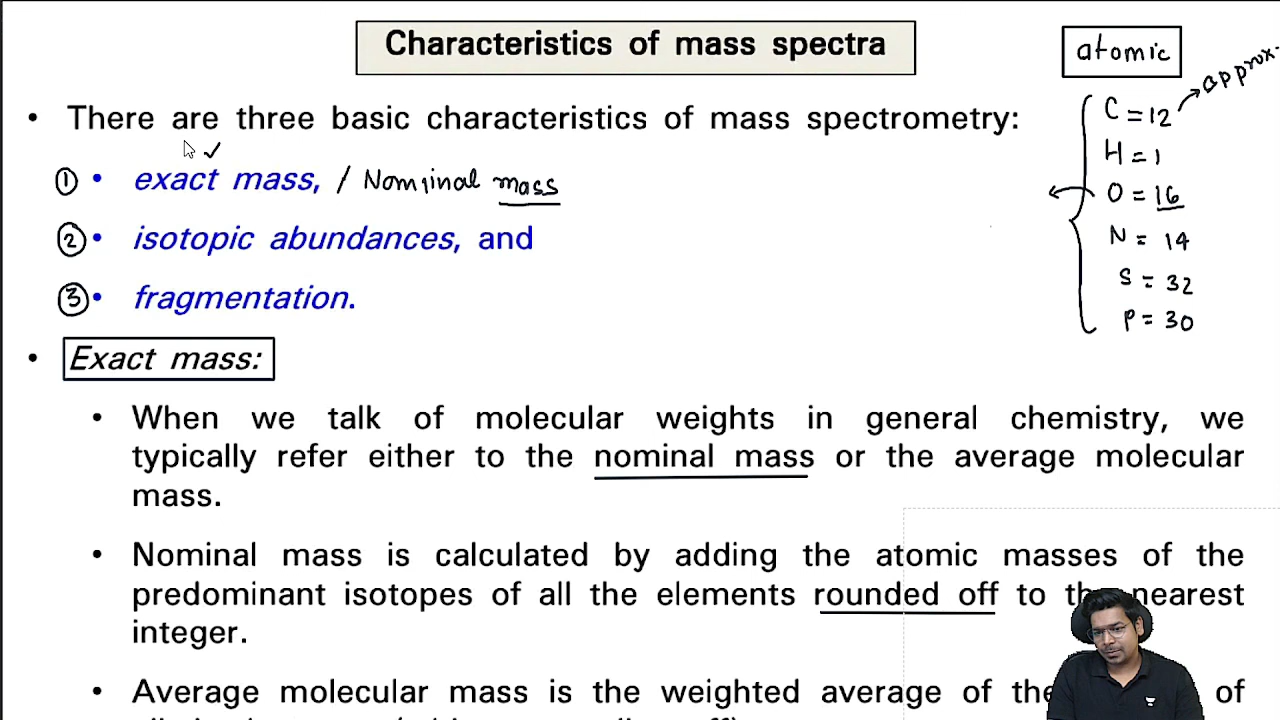 Characteristics of mass spectra
• There are three basic characteristics of mass spectrometry:
① • exact mass, / Nominal mass
② • isotopic abundances, and
③ • fragmentation.
• Exact mass:
• When we talk of molecular weights in general chemistry, we
typically refer either to the nominal mass or the average molecular
mass.
• Nominal mass is calculated by adding the atomic masses of the
predominant isotopes of all the elements rounded off to the nearest
integer.
• Average molecular mass is the weighted average of the of
atomic
C = 12 approx.
H = 1
O = 16
N = 14
S = 32
P = 30